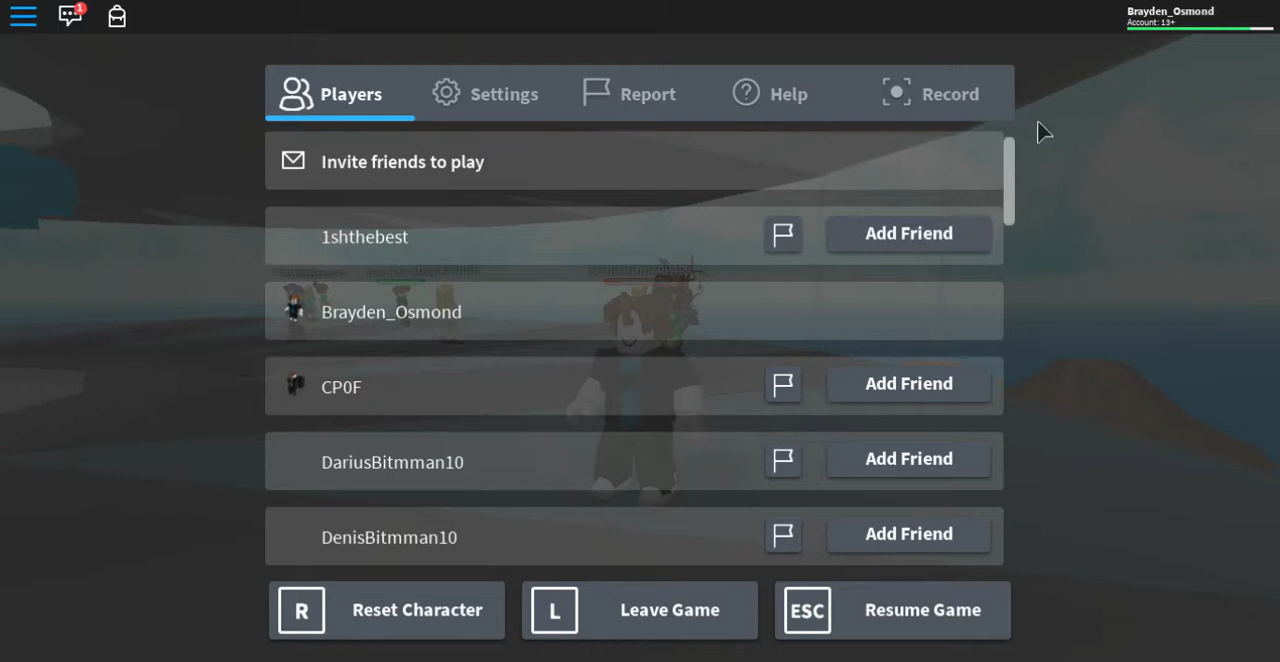 1
Brayden_Osmond
Account: 13+
Players
Settings
Report
Help
Record
Invite friends to play
1shthebest
Add Friend
Brayden_Osmond
CP0F
Add Friend
DariusBitmman10
Add Friend
DenisBitmman10
Add Friend
R
Reset Character
L
Leave Game
ESC
Resume Game